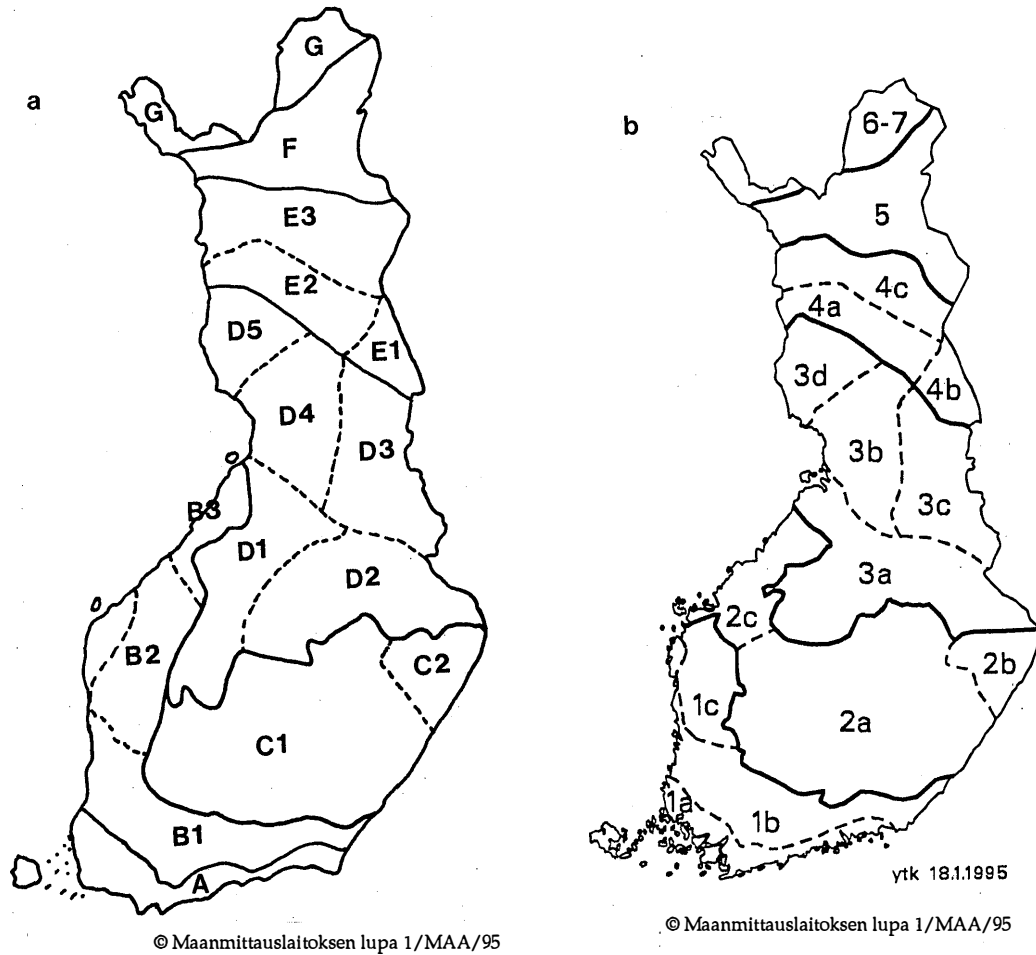 a
G
G
F
E3
E2
D5
E1
D4
D3
B3
D1
D2
B2
C2
C1
B1
A
© Maanmittauslaitoksen lupa 1/MAA/95
b
6-7
5
4c
4a
3d
4b
3b
3c
3a
2c
2b
1c
2a
1a
1b
ytk 18.1.1995
© Maanmittauslaitoksen lupa 1/MAA/95